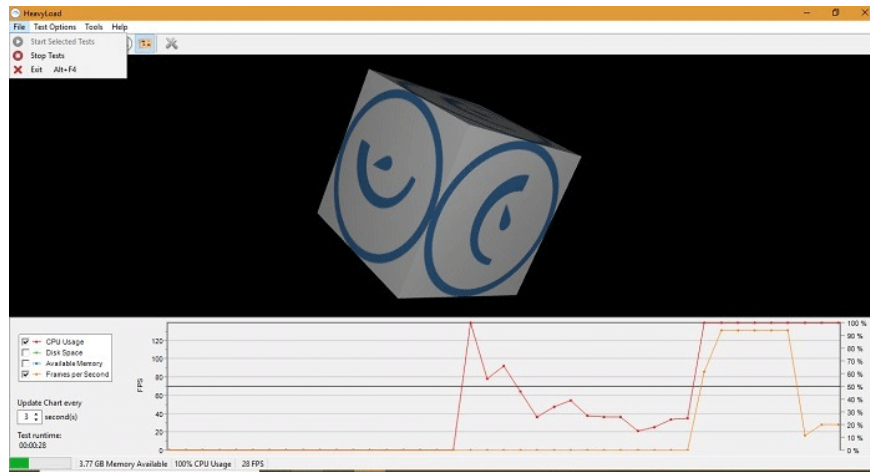 HeavyLoad
File Test Options Tools Help
Start Selected Tests
Stop Tests
Exit Alt+F4
CPU Usage
Disk Space
Available Memory
Frames per Second
Update Chart every
3 second(s)
Test runtime:
00:00:28
FPS
120
100
80
60
40
20
0
100 %
90 %
80 %
70 %
60 %
50 %
40 %
30 %
20 %
10 %
0 %
3.77 GB Memory Available 100% CPU Usage 28 FPS